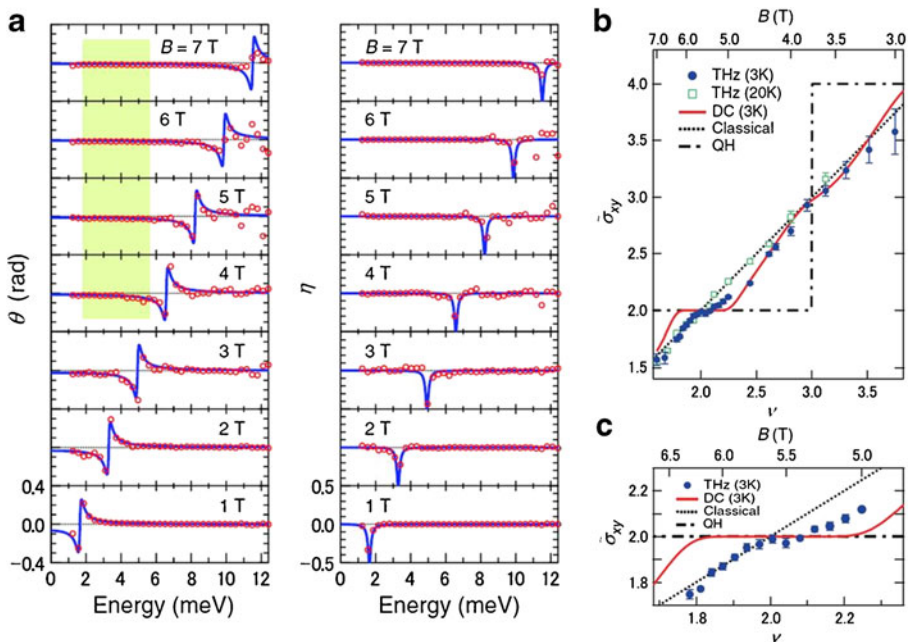 a
B = 7 T
6 T
5 T
4 T
3 T
2 T
1 T
θ (rad)
0.4
0.0
−0.5
0 2 4 6 8 10 12
Energy (meV)
B = 7 T
6 T
5 T
4 T
3 T
2 T
1 T
η
0.5
0.0
−0.5
0 2 4 6 8 10 12
Energy (meV)
b
B (T)
7.0 6.0 5.0 4.0 3.5 3.0
THz (3K)
THz (20K)
DC (3K)
Classical
QH
σ̃xy
4.0
3.5
3.0
2.5
2.0
1.5
2.0 2.5 3.0 3.5
ν
c
B (T)
6.5 6.0 5.5 5.0
THz (3K)
DC (3K)
Classical
QH
σ̃xy
2.2
2.0
1.8
1.8 2.0 2.2
ν